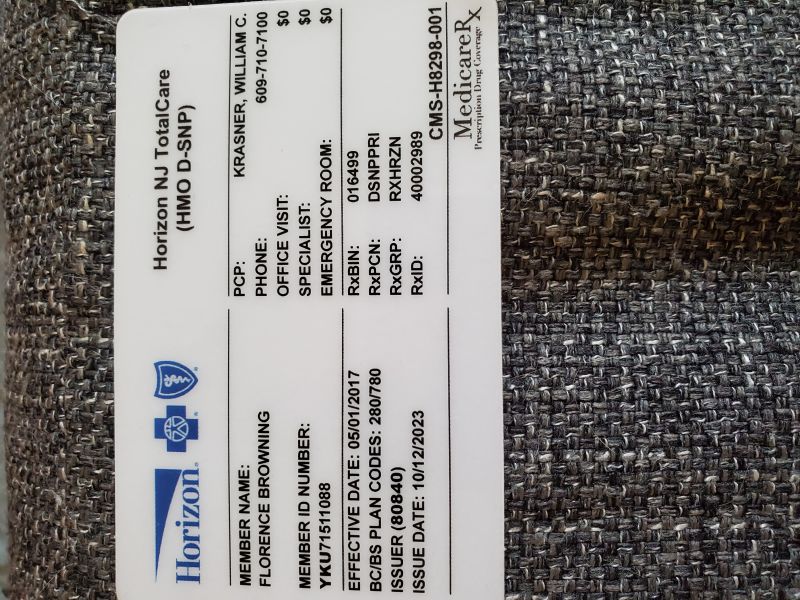 Horizon
Horizon NJ TotalCare
(HMO D-SNP)
MEMBER NAME:
FLORENCE BROWNING
MEMBER ID NUMBER:
YKU71511088
EFFECTIVE DATE: 05/01/2017
BC/BS PLAN CODES: 280/780
ISSUER (80840)
ISSUE DATE: 10/12/2023
PCP: KRASNER, WILLIAM C.
PHONE: 609-710-7100
OFFICE VISIT: $0
SPECIALIST: $0
EMERGENCY ROOM: $0
RxBIN: 016499
RxPCN: DSNPPRI
RxGRP: RXHRZN
RxID: 40002989
CMS-H8298-001
MedicareRx
Prescription Drug Coverage